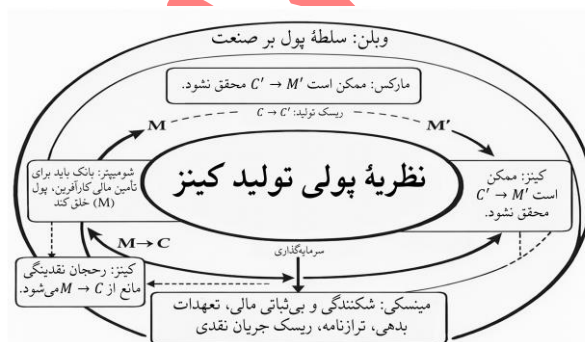 وبلن: سلطهٔ پول بر صنعت
مارکس: ممکن است C′ → M′ محقق نشود.
ریسک تولید: C → C′
M
M′
نظریهٔ پولی تولید کینز
شومپیتر: بانک باید برای
تأمین مالی کارآفرین، پول
(M) خلق کند
کینز: ممکن
است C′ → M′
محقق نشود.
M → C
سرمایه‌گذاری
کینز: رجحان نقدینگی
مانع از M → C می‌شود.
مینسکی: شکنندگی و بی‌ثباتی مالی، تعهدات
بدهی، ترازنامه، ریسک جریان نقدی